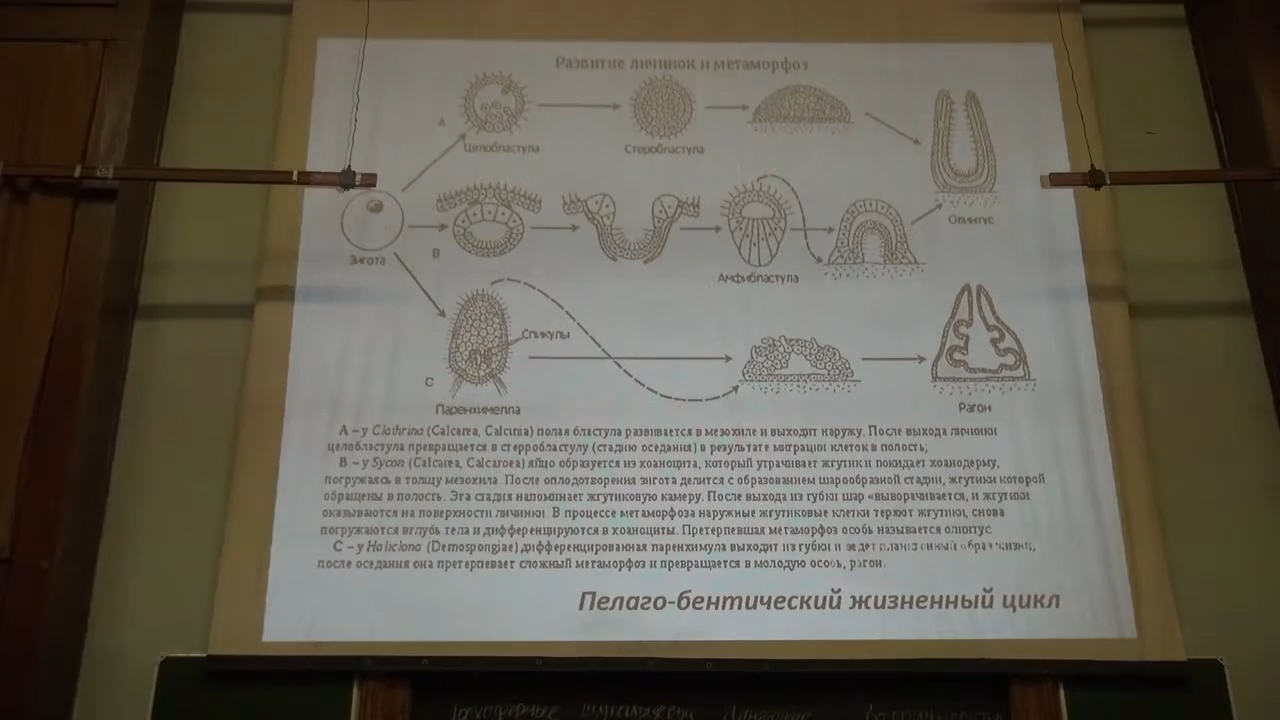 Развитие личинок и метаморфоз
A
Целобластула
Стеробластула
Олинтус
Зигота
B
Амфибластула
Спикулы
C
Паренхимелла
Рагон
A – у Clathrina (Calcarea, Calcinia) полая бластула развивается в мезохиле и выходит наружу. После выхода личинки
целобластула превращается в стерробластулу (стадию оседания) в результате миграции клеток в полость;
B – у Sycon (Calcarea, Calcaroea) яйцо образуется из хоаноцита, который утрачивает жгутик и покидает хоанодерму,
погружаясь в толщу мезохила. После оплодотворения зигота делится с образованием шарообразной стадии, жгутики которой
обращены в полость. Эта стадия напоминает жгутиковую камеру. После выхода из губки шар «выворачивается, и жгутики
оказываются на поверхности личинки. В процессе метаморфоза наружные жгутиковые клетки теряют жгутики, снова
погружаются вглубь тела и дифференцируются в хоаноциты. Претерпевшая метаморфоз особь называется олинтус.
C – у Haliclona (Demospongiae) дифференцированная паренхимула выходит из губки и ведет планктонный образ жизни,
после оседания она претерпевает сложный метаморфоз и превращается в молодую особь, рагон.
Пелаго-бентический жизненный цикл